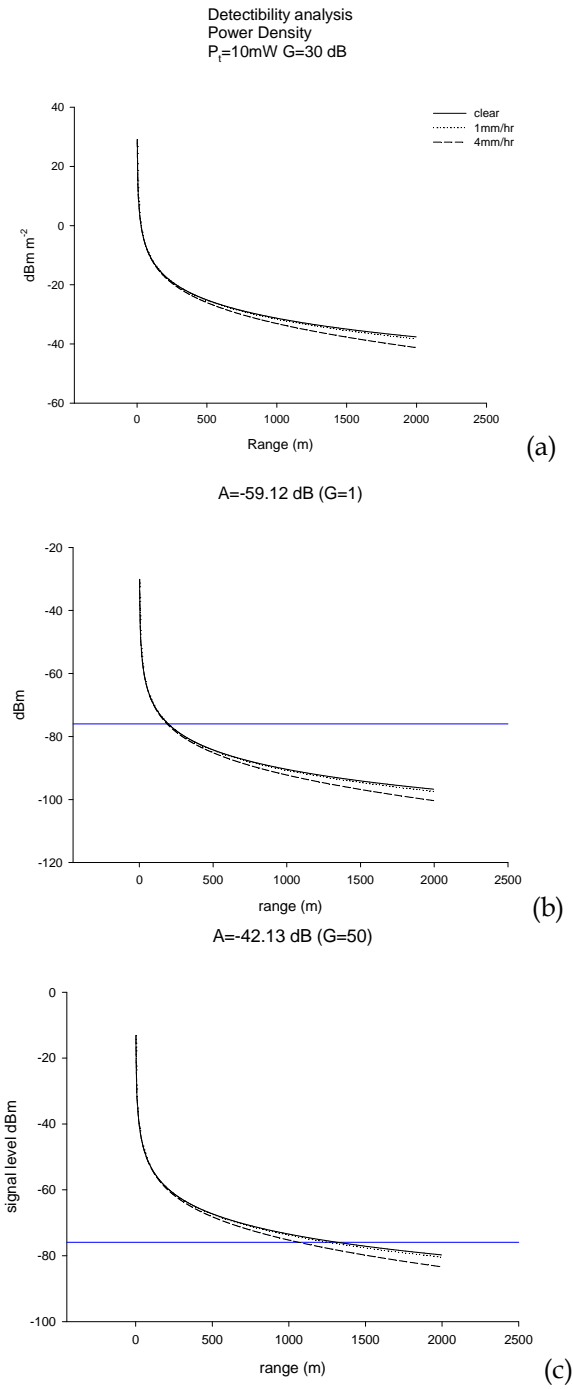 Detectibility analysis
Power Density
Pt=10mW G=30 dB
clear
1mm/hr
4mm/hr
40
20
0
-20
-40
-60
dBm m-2
0
500
1000
1500
2000
2500
Range (m)
(a)
A=-59.12 dB (G=1)
-20
-40
-60
-80
-100
-120
dBm
0
500
1000
1500
2000
2500
range (m)
(b)
A=-42.13 dB (G=50)
0
-20
-40
-60
-80
-100
signal level dBm
0
500
1000
1500
2000
2500
range (m)
(c)